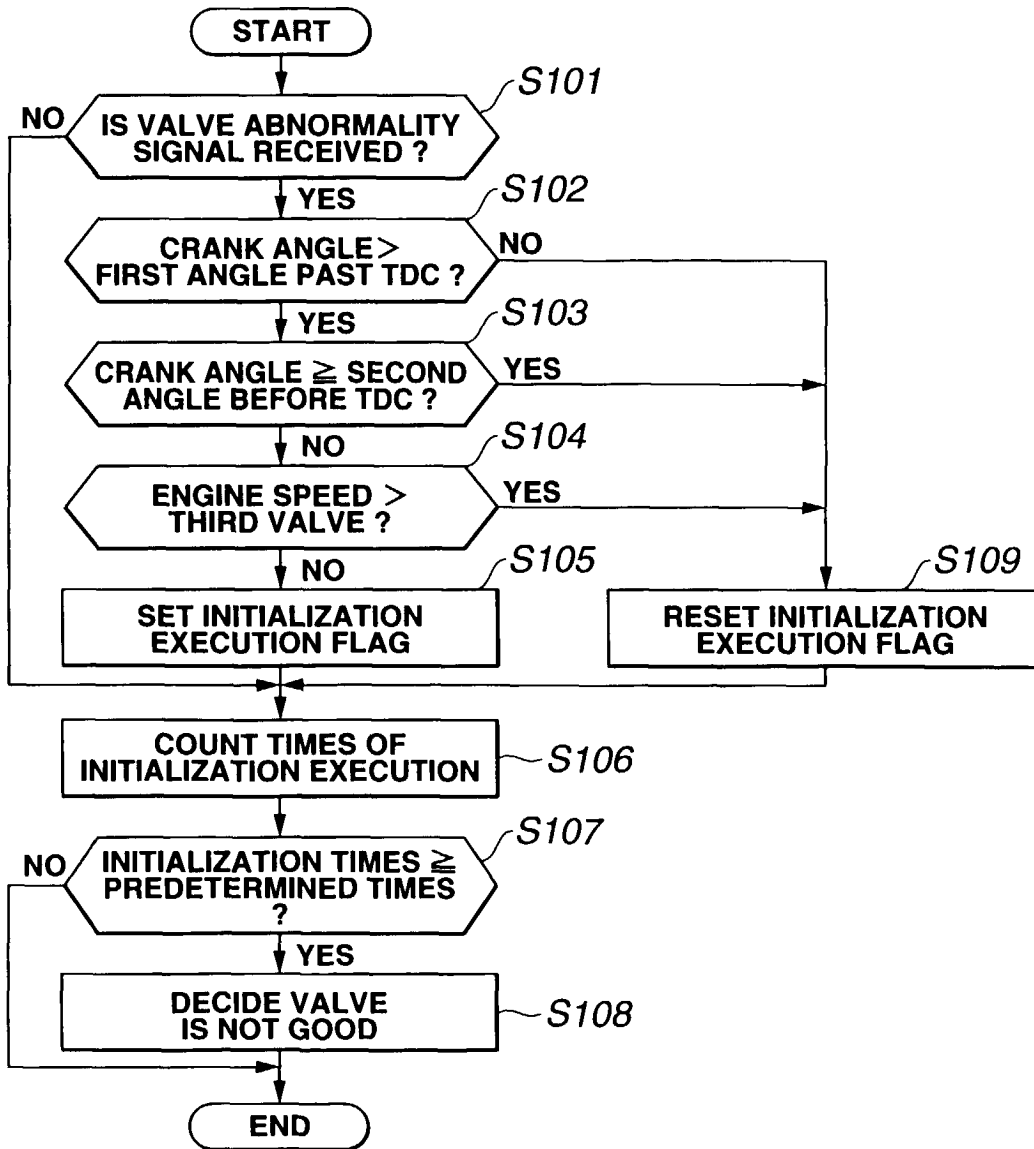 START
S101
NO
IS VALVE ABNORMALITY
SIGNAL RECEIVED ?
YES
S102
CRANK ANGLE >
FIRST ANGLE PAST TDC ?
NO
YES
S103
CRANK ANGLE ≧ SECOND
ANGLE BEFORE TDC ?
YES
NO
S104
ENGINE SPEED >
THIRD VALVE ?
YES
NO
S105
S109
SET INITIALIZATION
EXECUTION FLAG
RESET INITIALIZATION
EXECUTION FLAG
COUNT TIMES OF
INITIALIZATION EXECUTION
S106
S107
NO
INITIALIZATION TIMES ≧
PREDETERMINED TIMES
?
YES
DECIDE VALVE
IS NOT GOOD
S108
END